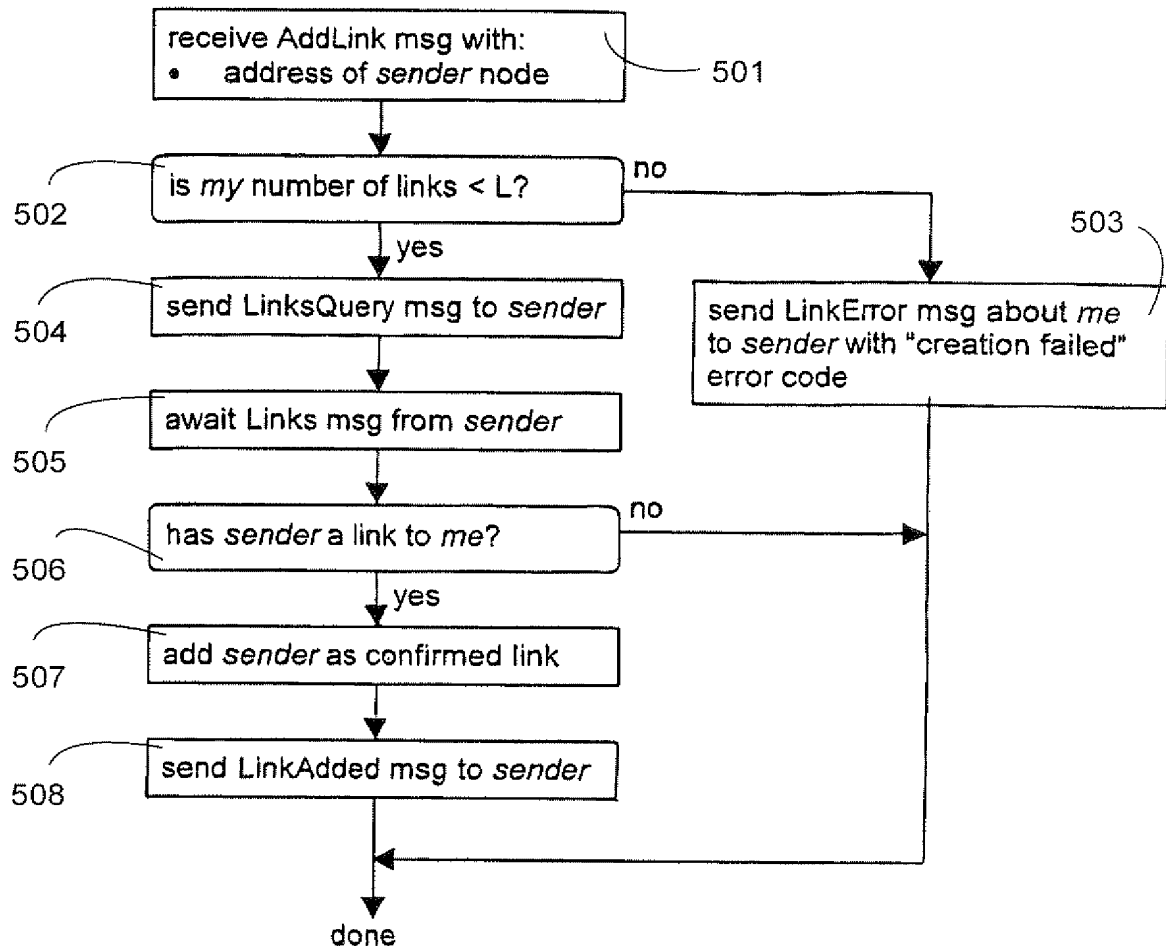 receive AddLink msg with:
• address of sender node
501
is my number of links < L?
no
502
yes
503
send LinksQuery msg to sender
504
send LinkError msg about me
to sender with "creation failed"
error code
await Links msg from sender
505
has sender a link to me?
no
506
yes
add sender as confirmed link
507
send LinkAdded msg to sender
508
done